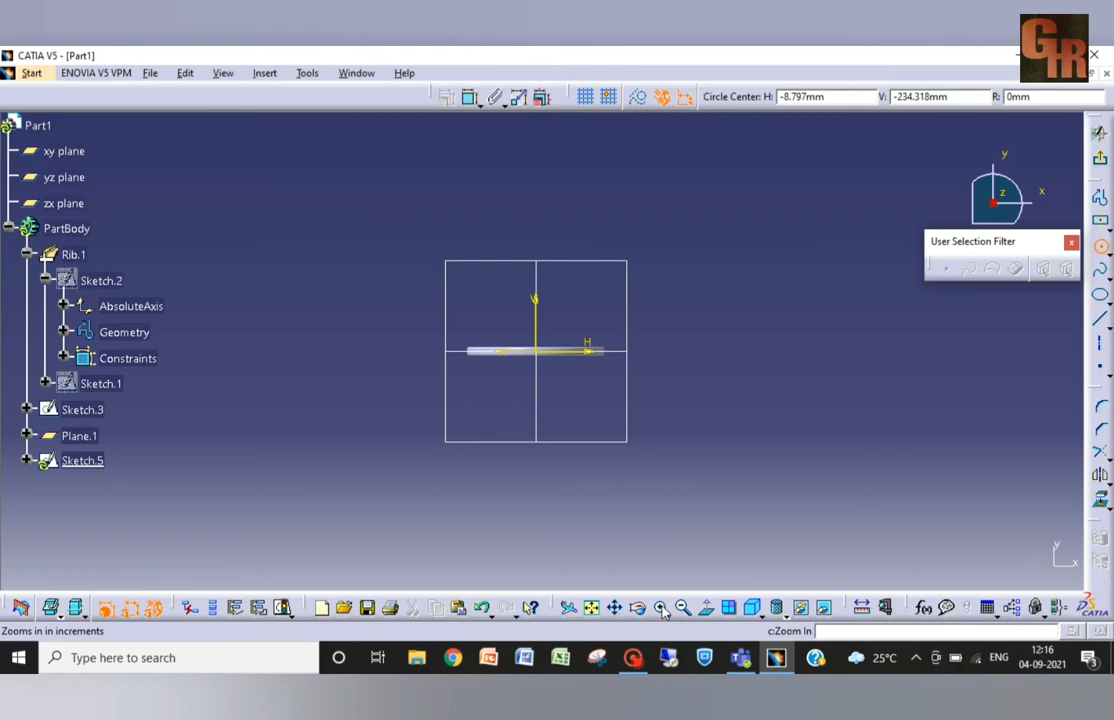 GR
CATIA V5 - [Part1]
Start ENOVIA V5 VPM File Edit View Insert Tools Window Help
Circle Center: H: -8.797mm V: -234.318mm R: 0mm
Part1
xy plane
yz plane
zx plane
PartBody
Rib.1
Sketch.2
AbsoluteAxis
Geometry
Constraints
Sketch.1
Sketch.3
Plane.1
Sketch.5
y
x
z
User Selection Filter
V
H
y
x
f(x)
CATIA
Zooms in in increments
c:Zoom In
Type here to search
25°C
ENG
12:16
04-09-2021
3